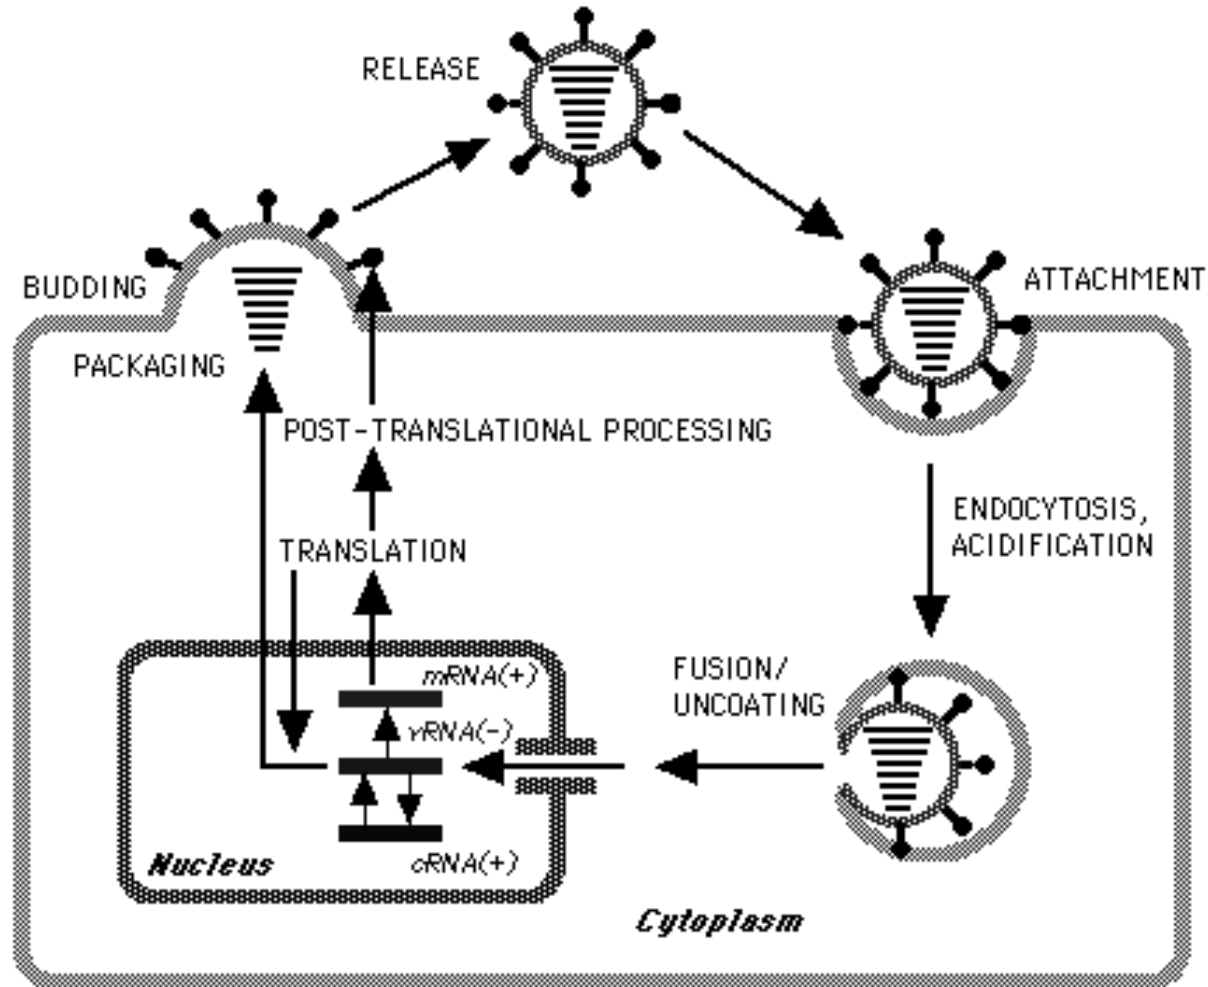 RELEASE
BUDDING
ATTACHMENT
PACKAGING
POST-TRANSLATIONAL PROCESSING
ENDOCYTOSIS,
ACIDIFICATION
TRANSLATION
FUSION/
UNCOATING
mRNA(+)
vRNA(-)
cRNA(+)
Nucleus
Cytoplasm